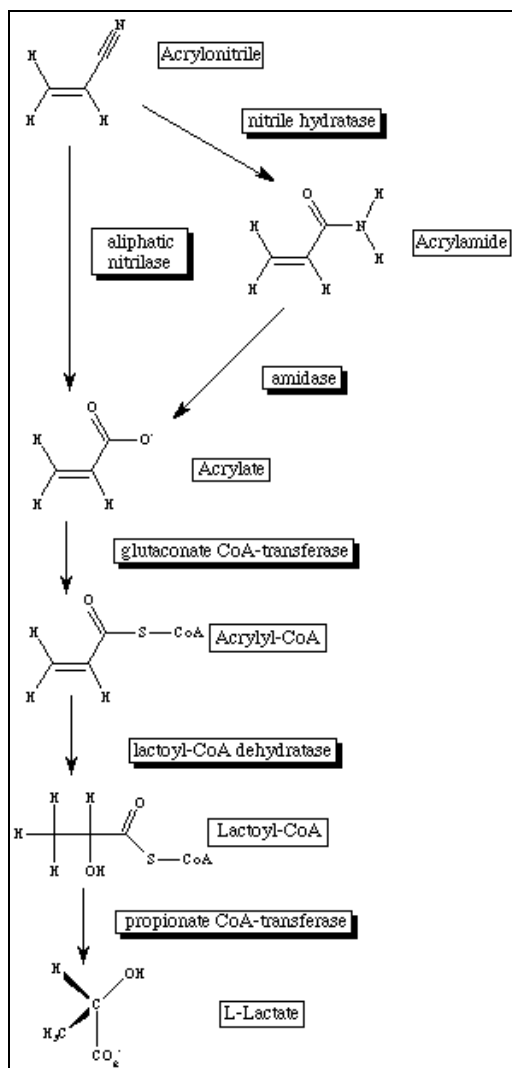 N
H
Acrylonitrile
H
H
nitrile hydratase
O
H
H
N
Acrylamide
aliphatic
nitrilase
H
H
H
amidase
O
H
O-
Acrylate
H
H
glutaconate CoA-transferase
O
H
S—CoA
Acrylyl-CoA
H
H
lactoyl-CoA dehydratase
H
H
O
H
Lactoyl-CoA
S—CoA
H
OH
propionate CoA-transferase
H
OH
C
L-Lactate
H3C
CO2-